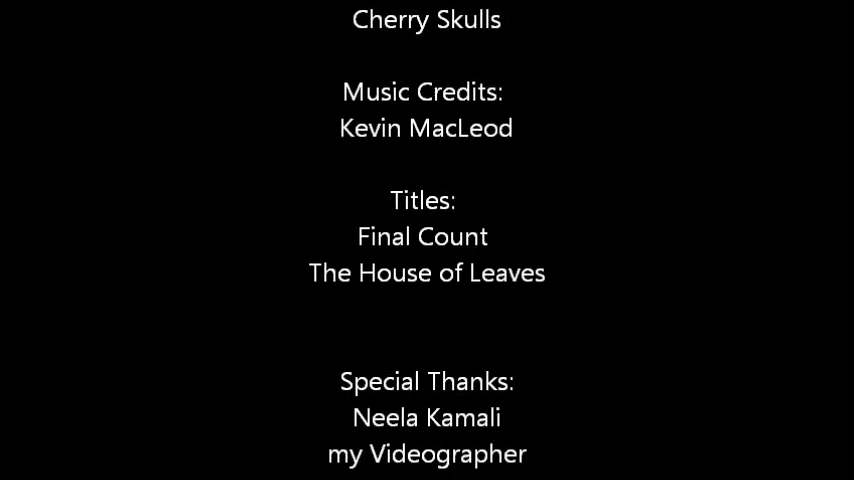 Cherry Skulls
Music Credits:
Kevin MacLeod
Titles:
Final Count
The House of Leaves
Special Thanks:
Neela Kamali
my Videographer